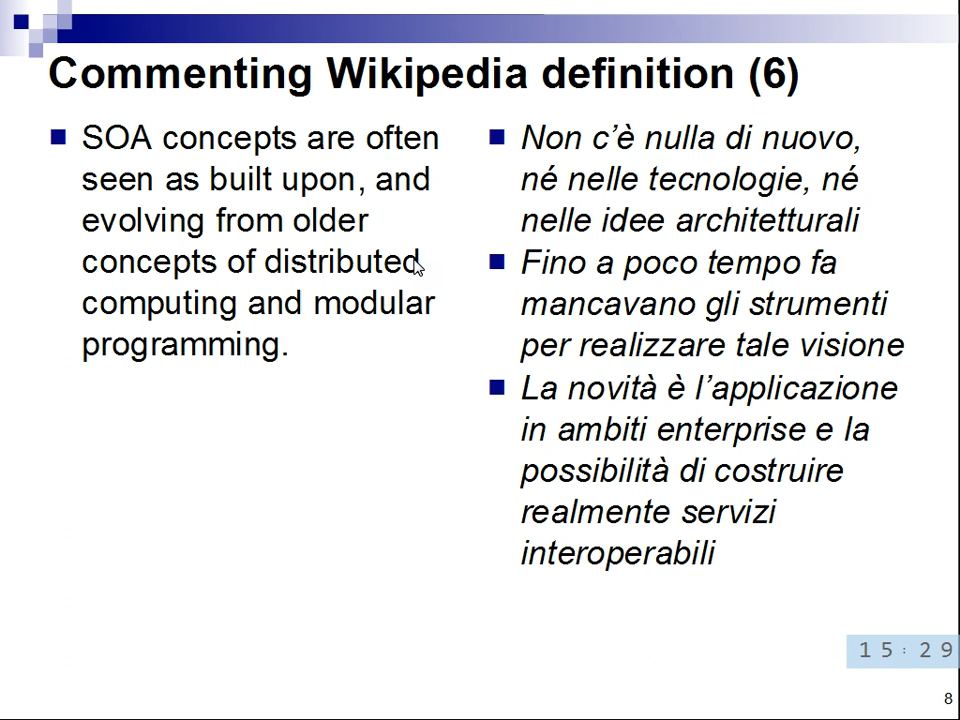 Commenting Wikipedia definition (6)
SOA concepts are often
seen as built upon, and
evolving from older
concepts of distributed
computing and modular
programming.
Non c'è nulla di nuovo,
né nelle tecnologie, né
nelle idee architetturali
Fino a poco tempo fa
mancavano gli strumenti
per realizzare tale visione
La novità è l'applicazione
in ambiti enterprise e la
possibilità di costruire
realmente servizi
interoperabili
15:29
8